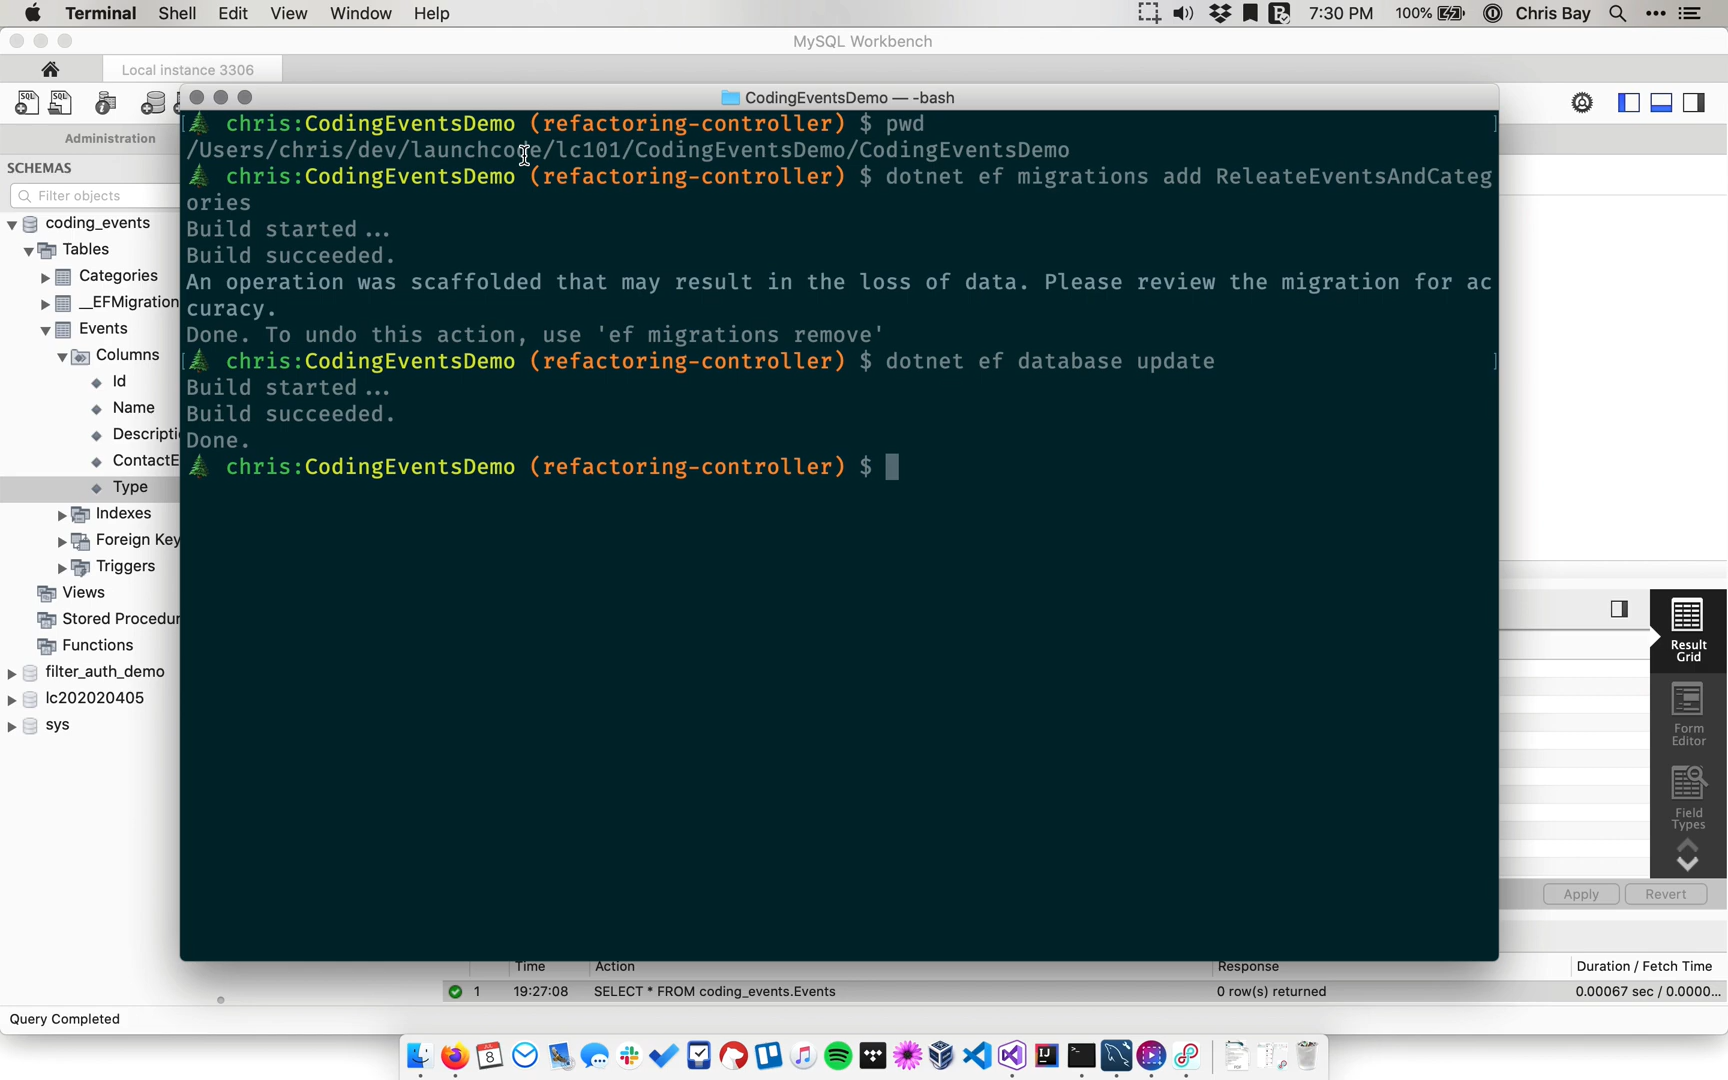 Terminal Shell Edit View Window Help 7:30 PM 100% Chris Bay
MySQL Workbench
Local instance 3306
CodingEventsDemo — -bash
Administration
SCHEMAS
Filter objects
coding_events
Tables
Categories
__EFMigration
Events
Columns
Id
Name
Descripti
ContactE
Type
Indexes
Foreign Key
Triggers
Views
Stored Procedur
Functions
filter_auth_demo
lc202020405
sys
chris:CodingEventsDemo (refactoring-controller) $ pwd
/Users/chris/dev/launchcode/lc101/CodingEventsDemo/CodingEventsDemo
chris:CodingEventsDemo (refactoring-controller) $ dotnet ef migrations add ReleateEventsAndCateg
ories
Build started...
Build succeeded.
An operation was scaffolded that may result in the loss of data. Please review the migration for ac
curacy.
Done. To undo this action, use 'ef migrations remove'
chris:CodingEventsDemo (refactoring-controller) $ dotnet ef database update
Build started...
Build succeeded.
Done.
chris:CodingEventsDemo (refactoring-controller) $
Result
Grid
Form
Editor
Field
Types
Apply Revert
Time Action Response Duration / Fetch Time
1 19:27:08 SELECT * FROM coding_events.Events 0 row(s) returned 0.00067 sec / 0.0000...
Query Completed